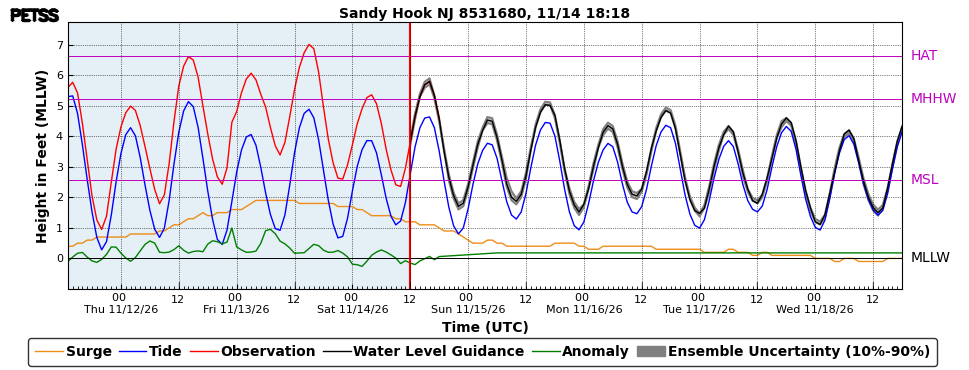 PETSS
Sandy Hook NJ 8531680, 11/14 18:18
Height in Feet (MLLW)
7
6
5
4
3
2
1
0
HAT
MHHW
MSL
MLLW
00 12 00 12 00 12 00 12 00 12 00 12 00 12
Thu 11/12/26 Fri 11/13/26 Sat 11/14/26 Sun 11/15/26 Mon 11/16/26 Tue 11/17/26 Wed 11/18/26
Time (UTC)
Surge Tide Observation Water Level Guidance Anomaly Ensemble Uncertainty (10%-90%)